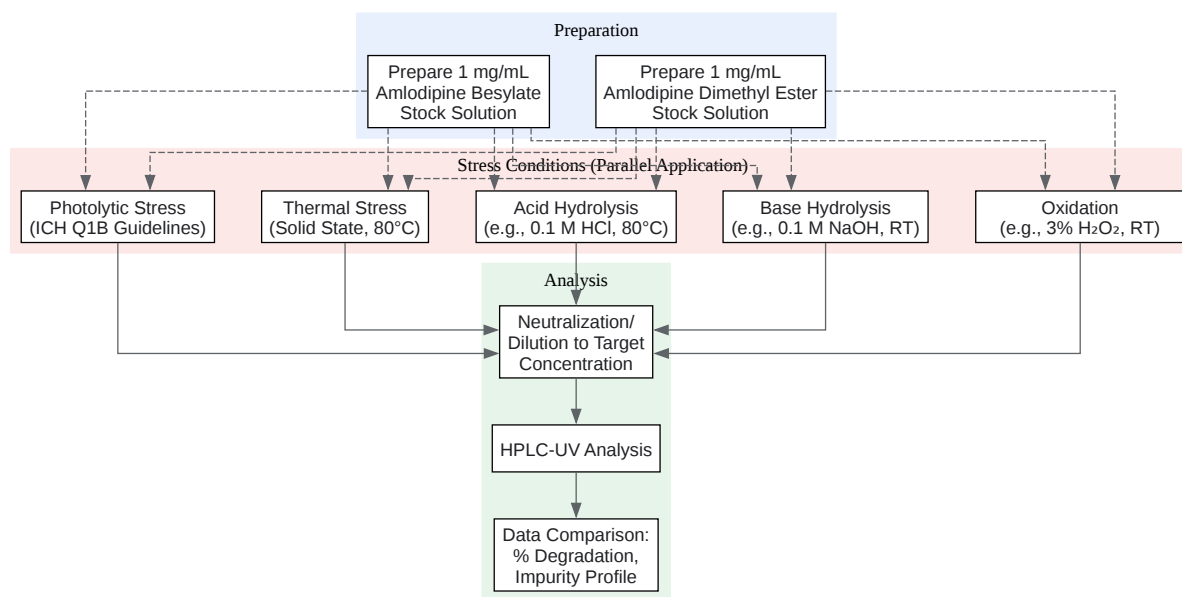 Preparation
Prepare 1 mg/mL
Amlodipine Besylate
Stock Solution
Prepare 1 mg/mL
Amlodipine Dimethyl Ester
Stock Solution
Stress Conditions (Parallel Application)
Photolytic Stress
(ICH Q1B Guidelines)
Thermal Stress
(Solid State, 80°C)
Acid Hydrolysis
(e.g., 0.1 M HCl, 80°C)
Base Hydrolysis
(e.g., 0.1 M NaOH, RT)
Oxidation
(e.g., 3% H₂O₂, RT)
Analysis
Neutralization/
Dilution to Target
Concentration
HPLC-UV Analysis
Data Comparison:
% Degradation,
Impurity Profile